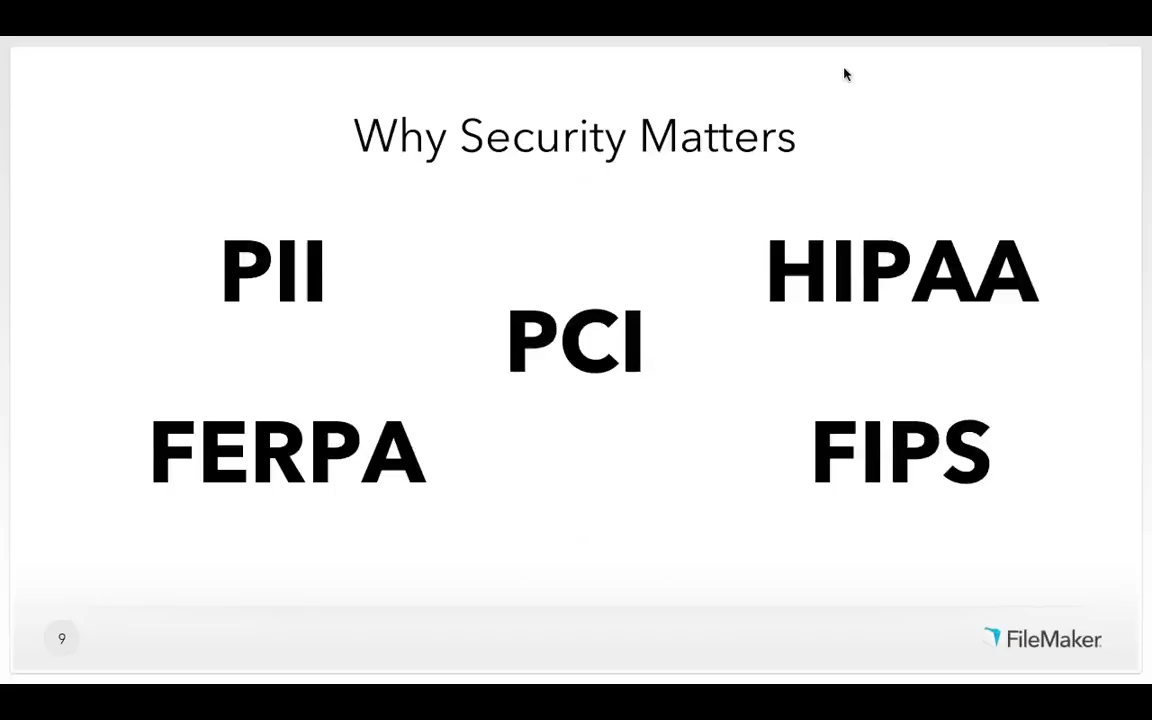 Why Security Matters
PII
HIPAA
PCI
FERPA
FIPS
9
FileMaker